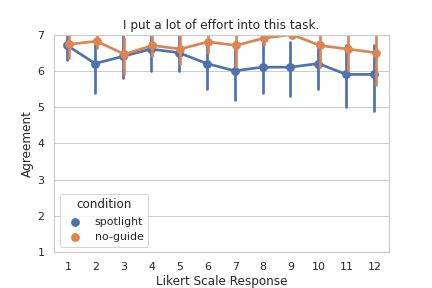 I put a lot of effort into this task.
7
6
5
4
3
2
1
Agreement
condition
spotlight
no-guide
1 2 3 4 5 6 7 8 9 10 11 12
Likert Scale Response